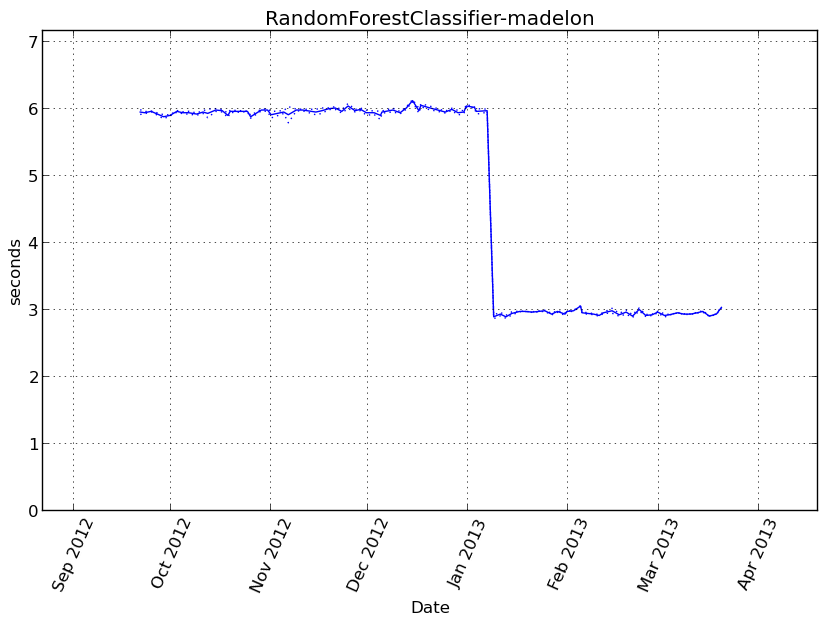 RandomForestClassifier-madelon
7
6
5
4
3
2
1
0
seconds
Sep 2012
Oct 2012
Nov 2012
Dec 2012
Jan 2013
Feb 2013
Mar 2013
Apr 2013
Date